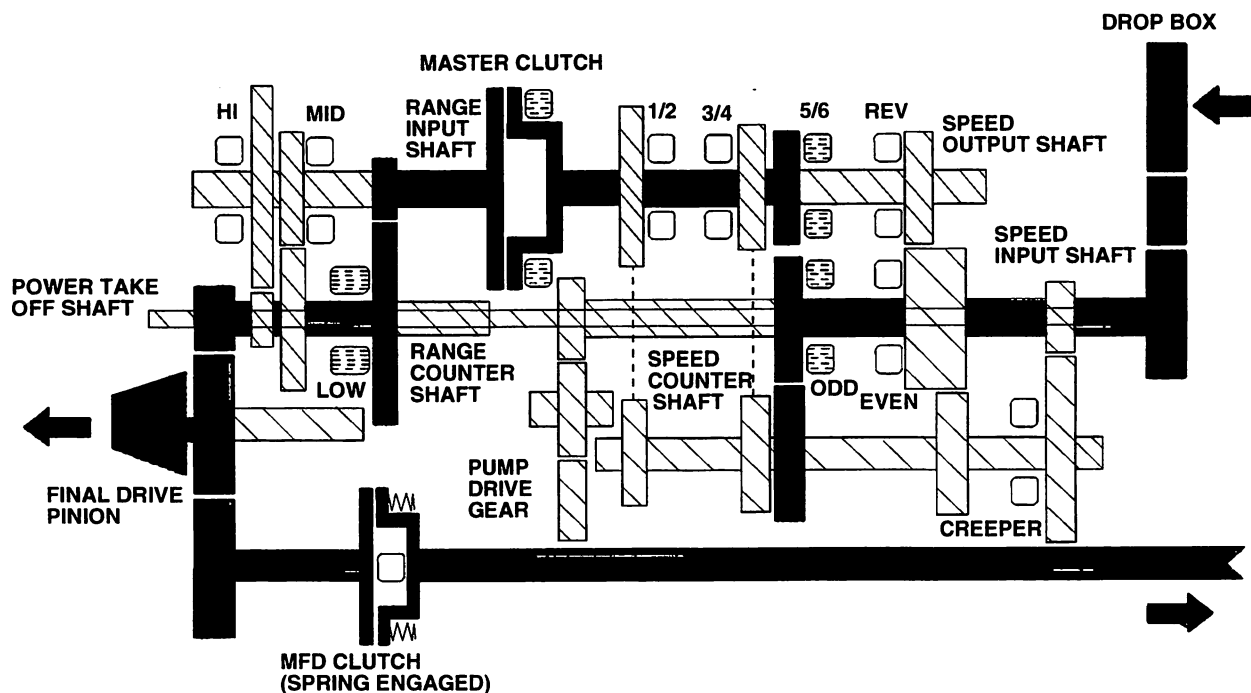 DROP BOX
MASTER CLUTCH
HI
MID
RANGE
INPUT
SHAFT
1/2
3/4
5/6
REV
SPEED
OUTPUT SHAFT
SPEED
INPUT SHAFT
POWER TAKE
OFF SHAFT
LOW
RANGE
COUNTER
SHAFT
SPEED
COUNTER
SHAFT
ODD
EVEN
FINAL DRIVE
PINION
PUMP
DRIVE
GEAR
CREEPER
MFD CLUTCH
(SPRING ENGAGED)